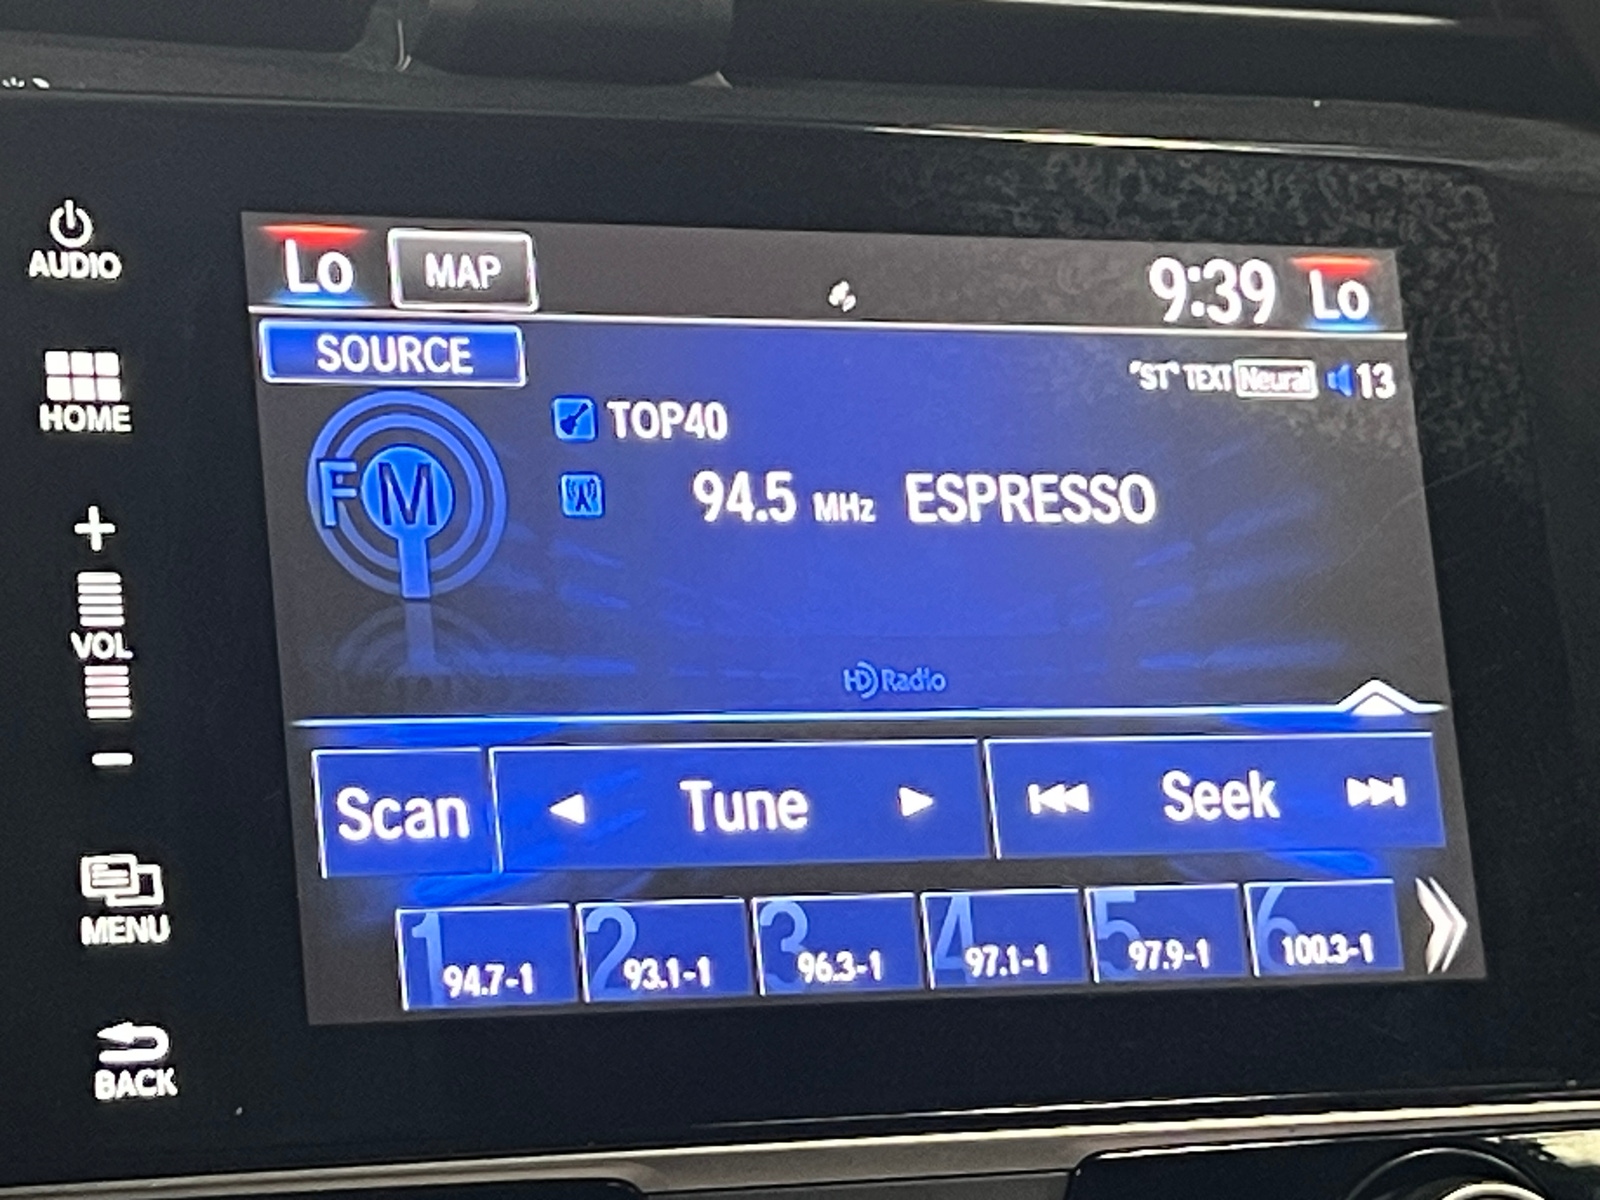 AUDIO
HOME
+
VOL
-
MENU
BACK
Lo MAP 9:39 Lo
SOURCE
"ST" TEXT Neural 13
FM
TOP40
94.5 MHz ESPRESSO
HD Radio
Scan Tune Seek
1 94.7-1
2 93.1-1
3 96.3-1
4 97.1-1
5 97.9-1
6 100.3-1